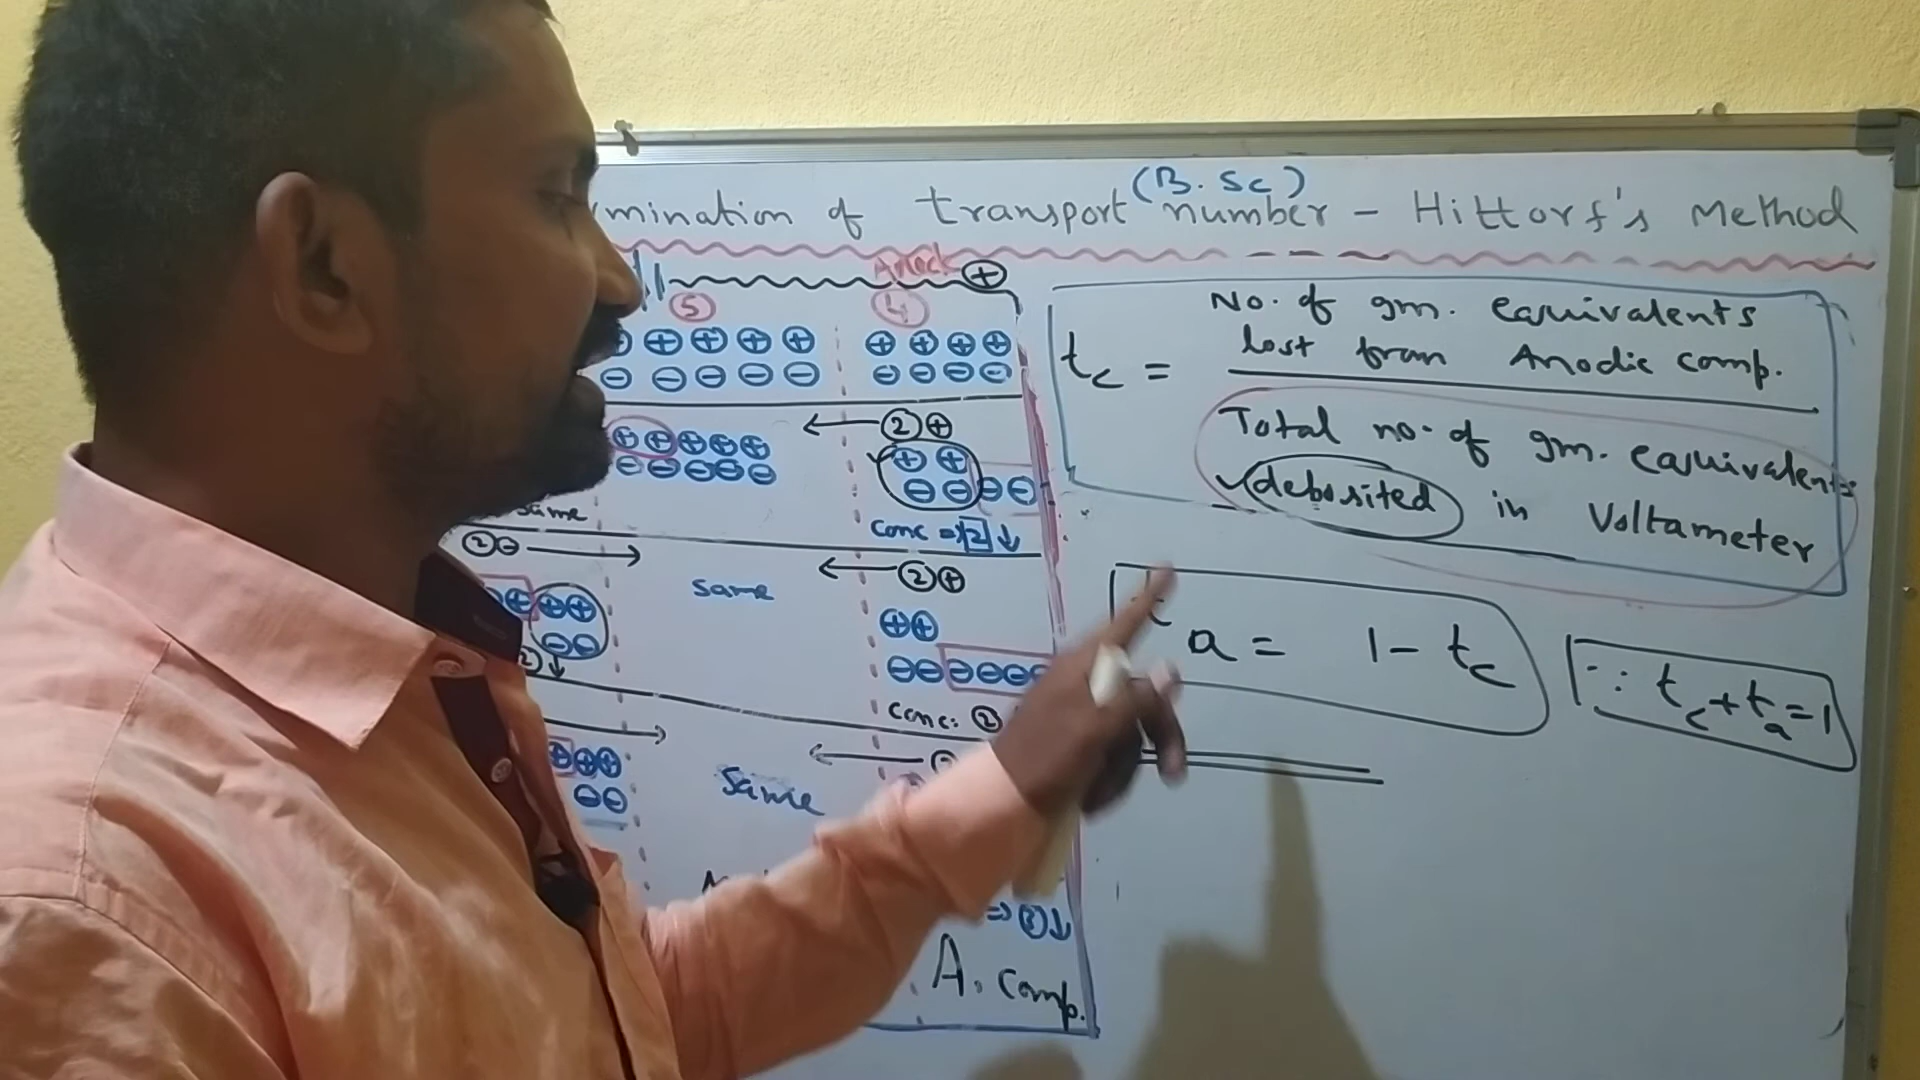 (B.Sc)
mination of transport number - Hittorf's Method
Anode +
5 4
tc = No. of gm. equivalents
lost from Anodic comp.
Total no. of gm. equivalents
deposited in Voltameter
2 +
same
conc = 2 ↓
2 -
same
2 +
a = 1 - tc
∵ tc + ta = 1
conc: 2
same
⇒ 3 ↓
A. comp.